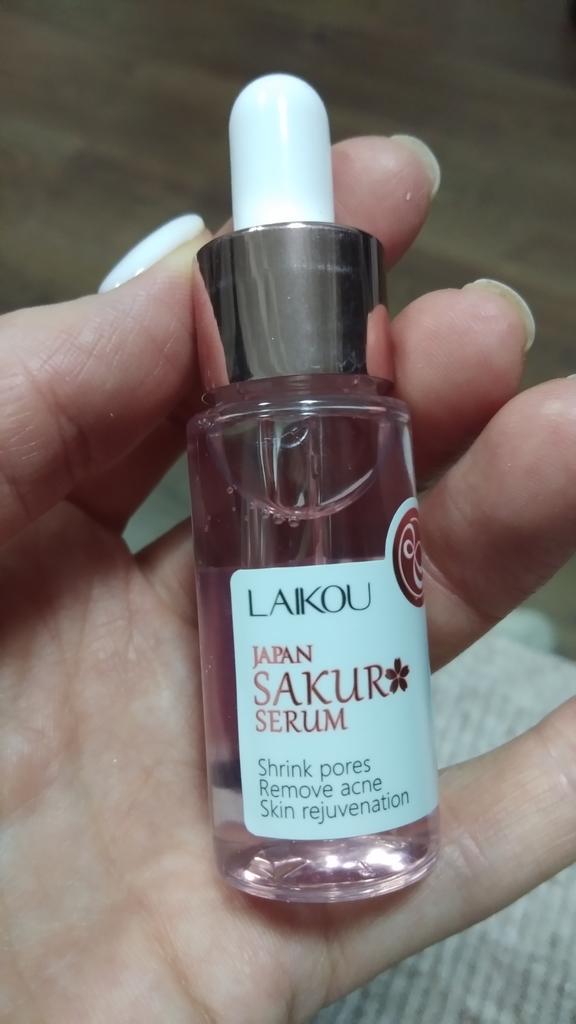 LAIKOU
JAPAN
SAKUR
SERUM
Shrink pores
Remove acne
Skin rejuvenation